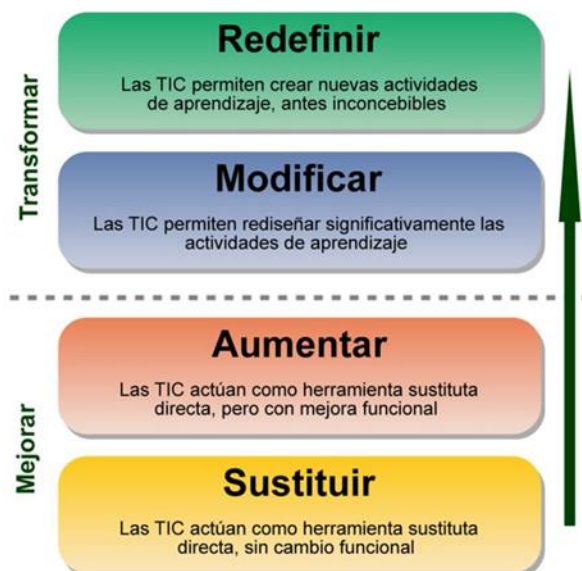 Transformar
Redefinir
Las TIC permiten crear nuevas actividades
de aprendizaje, antes inconcebibles
Modificar
Las TIC permiten rediseñar significativamente las
actividades de aprendizaje
Mejorar
Aumentar
Las TIC actúan como herramienta sustituta
directa, pero con mejora funcional
Sustituir
Las TIC actúan como herramienta sustituta
directa, sin cambio funcional